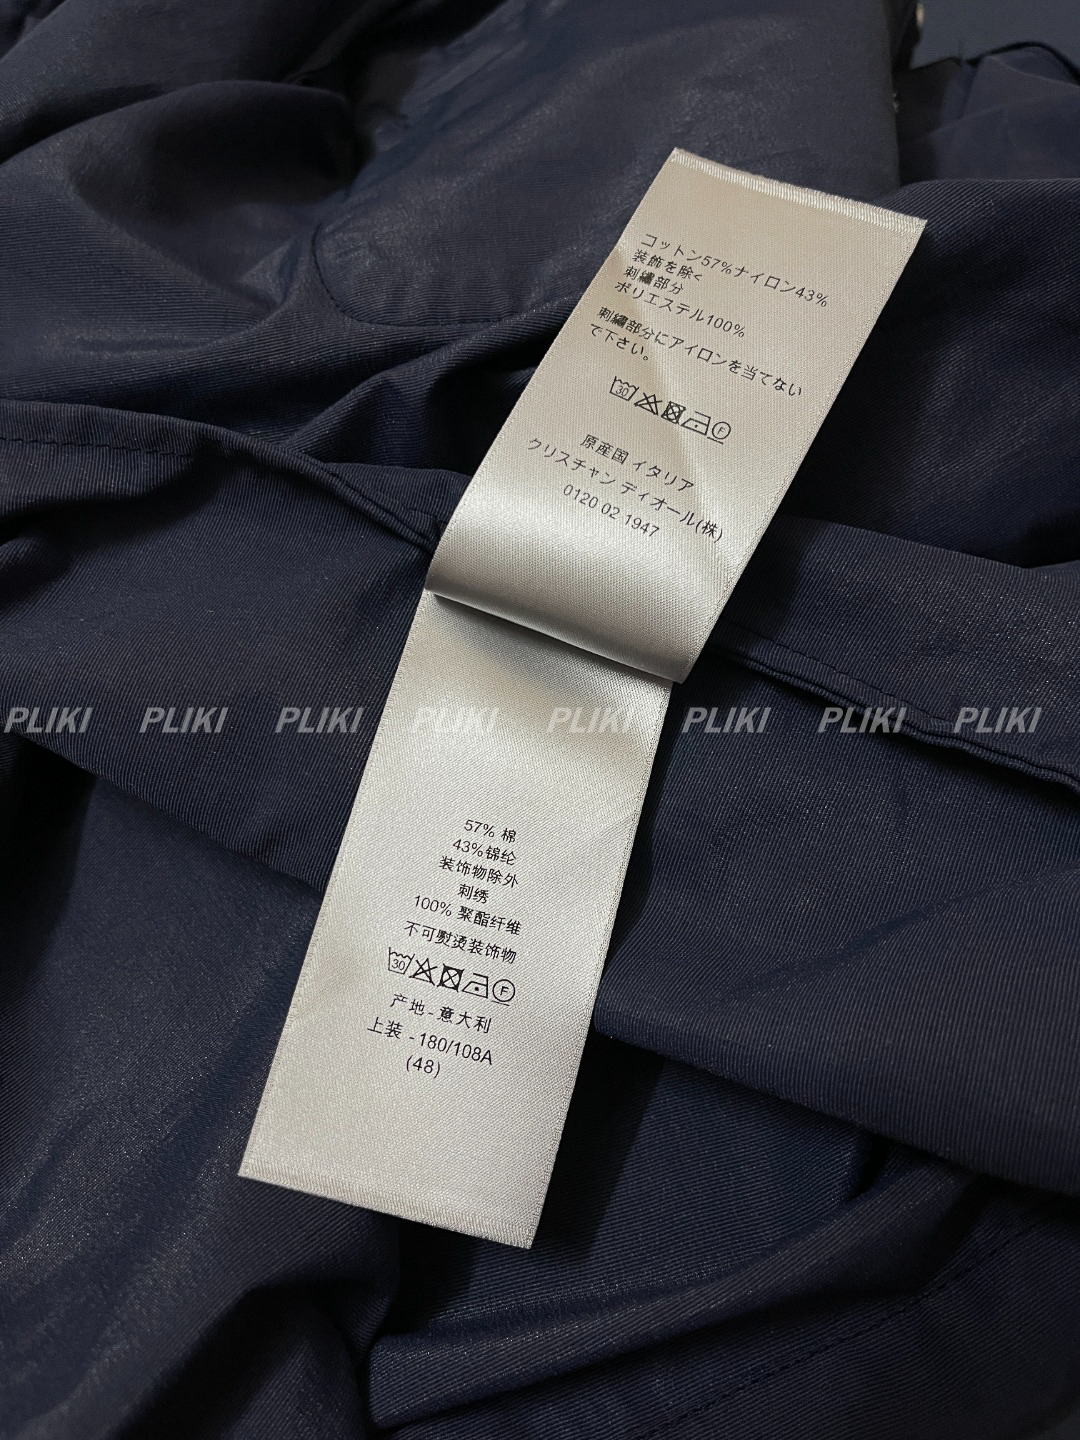 コットン57%ナイロン43%
装飾を除く
刺繍部分
ポリエステル100%
刺繍部分にアイロンを当てない
で下さい。
30
F
原産国 イタリア
クリスチャン ディオール(株)
0120 02 1947
PLIKI PLIKI PLIKI PLIKI PLIKI PLIKI PLIKI PLIKI
57% 棉
43%锦纶
装饰物除外
刺绣
100% 聚酯纤维
不可熨烫装饰物
30
F
产地-意大利
上装 -180/108A
(48)